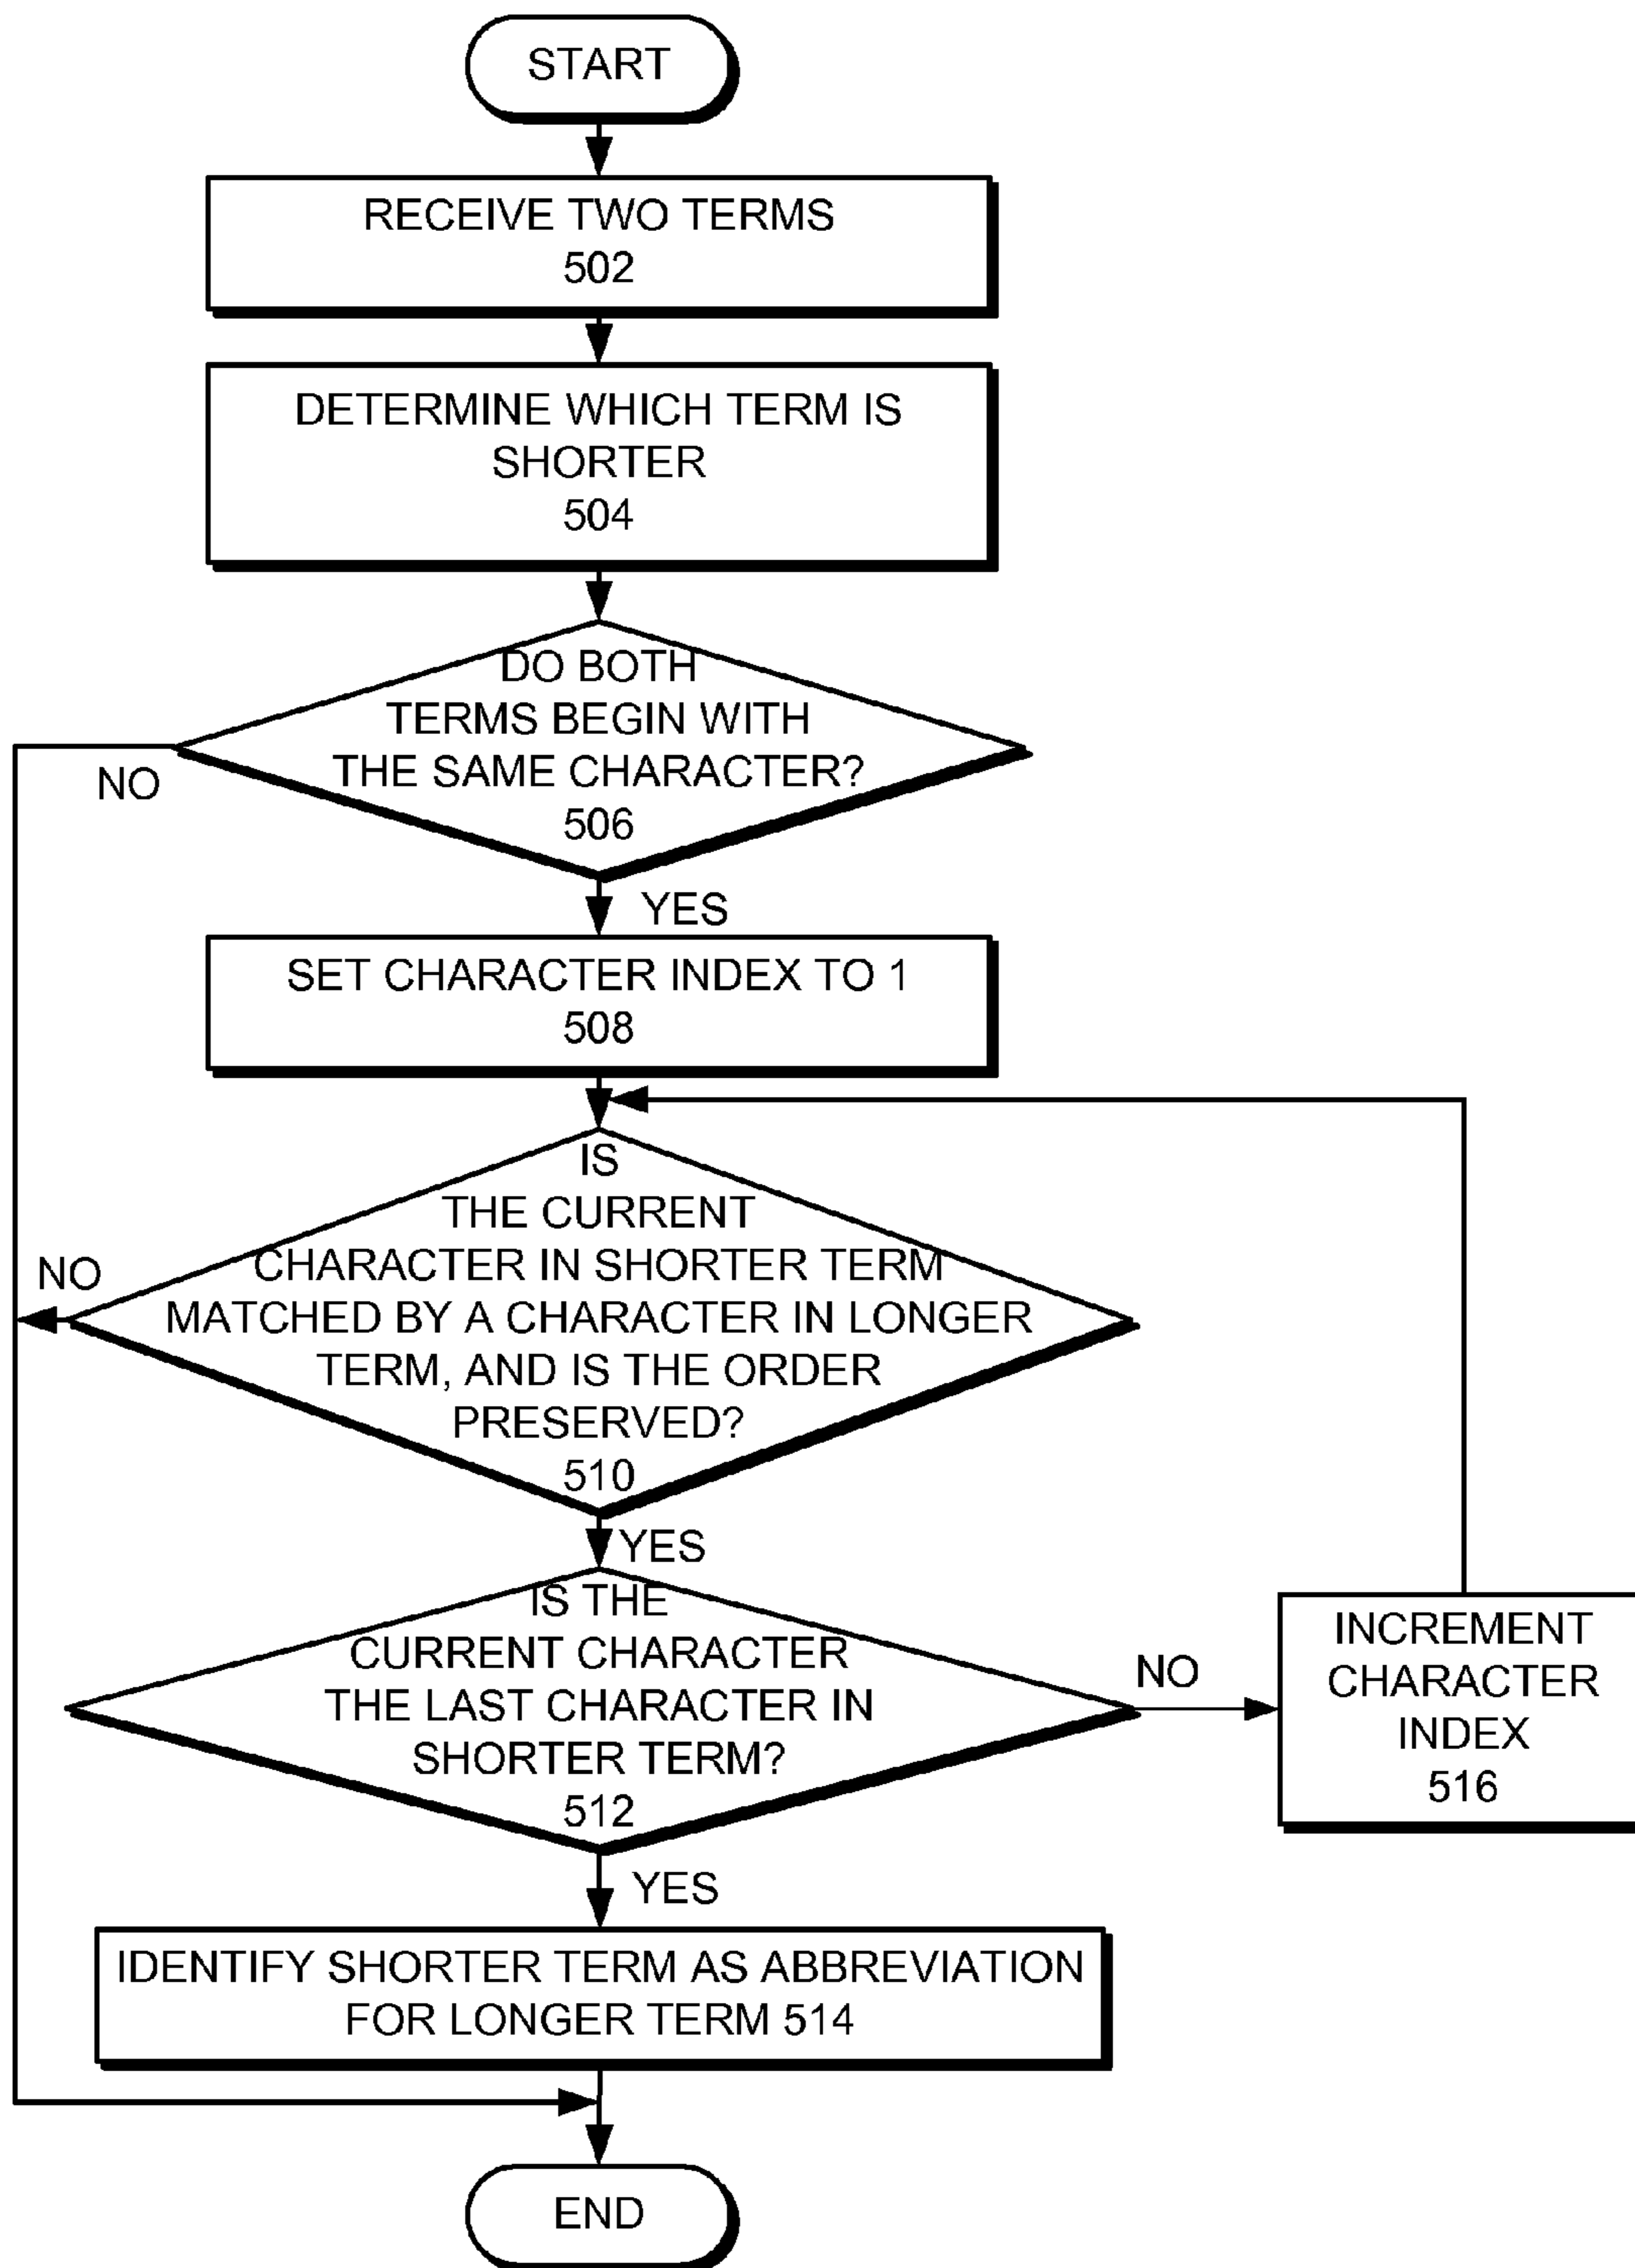 START
RECEIVE TWO TERMS
502
DETERMINE WHICH TERM IS
SHORTER
504
DO BOTH
TERMS BEGIN WITH
THE SAME CHARACTER?
506
NO
YES
SET CHARACTER INDEX TO 1
508
IS
THE CURRENT
CHARACTER IN SHORTER TERM
MATCHED BY A CHARACTER IN LONGER
TERM, AND IS THE ORDER
PRESERVED?
510
NO
YES
IS THE
CURRENT CHARACTER
THE LAST CHARACTER IN
SHORTER TERM?
512
NO
INCREMENT
CHARACTER
INDEX
516
YES
IDENTIFY SHORTER TERM AS ABBREVIATION
FOR LONGER TERM 514
END